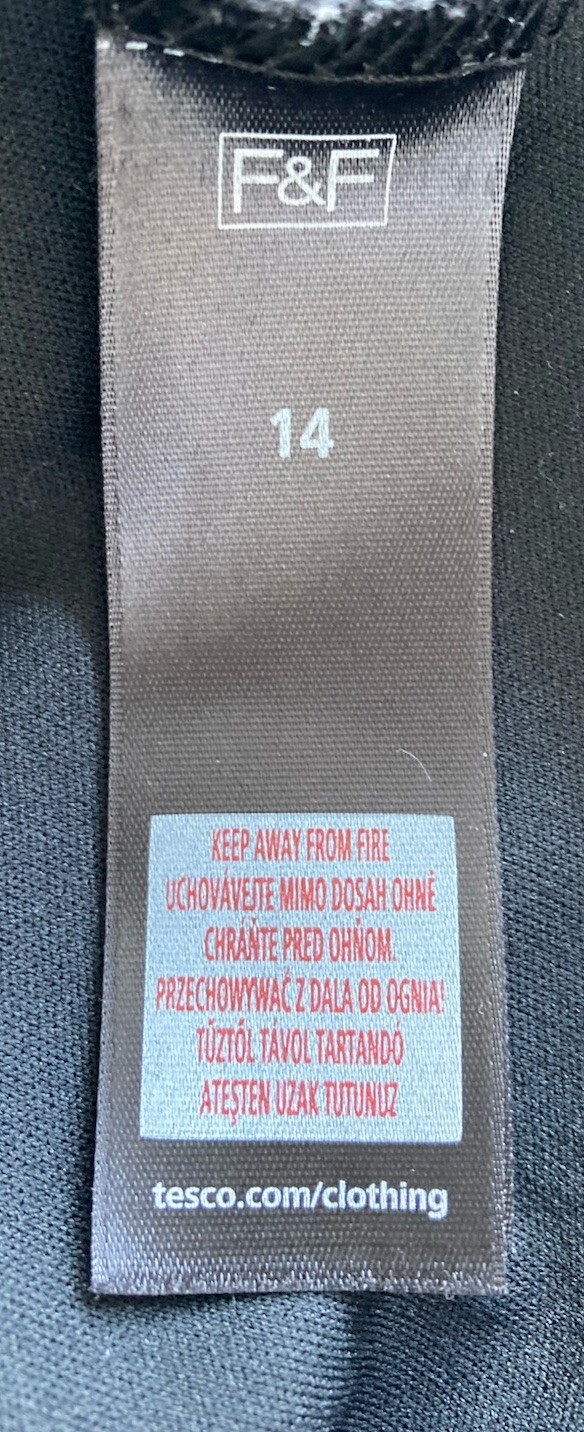 F&F
14
KEEP AWAY FROM FIRE
UCHOVÁVEJTE MIMO DOSAH OHNĚ
CHRÁŇTE PRED OHŇOM.
PRZECHOWYWAĆ Z DALA OD OGNIA!
TŰZTŐL TÁVOL TARTANDÓ
ATEŞTEN UZAK TUTUNUZ
tesco.com/clothing